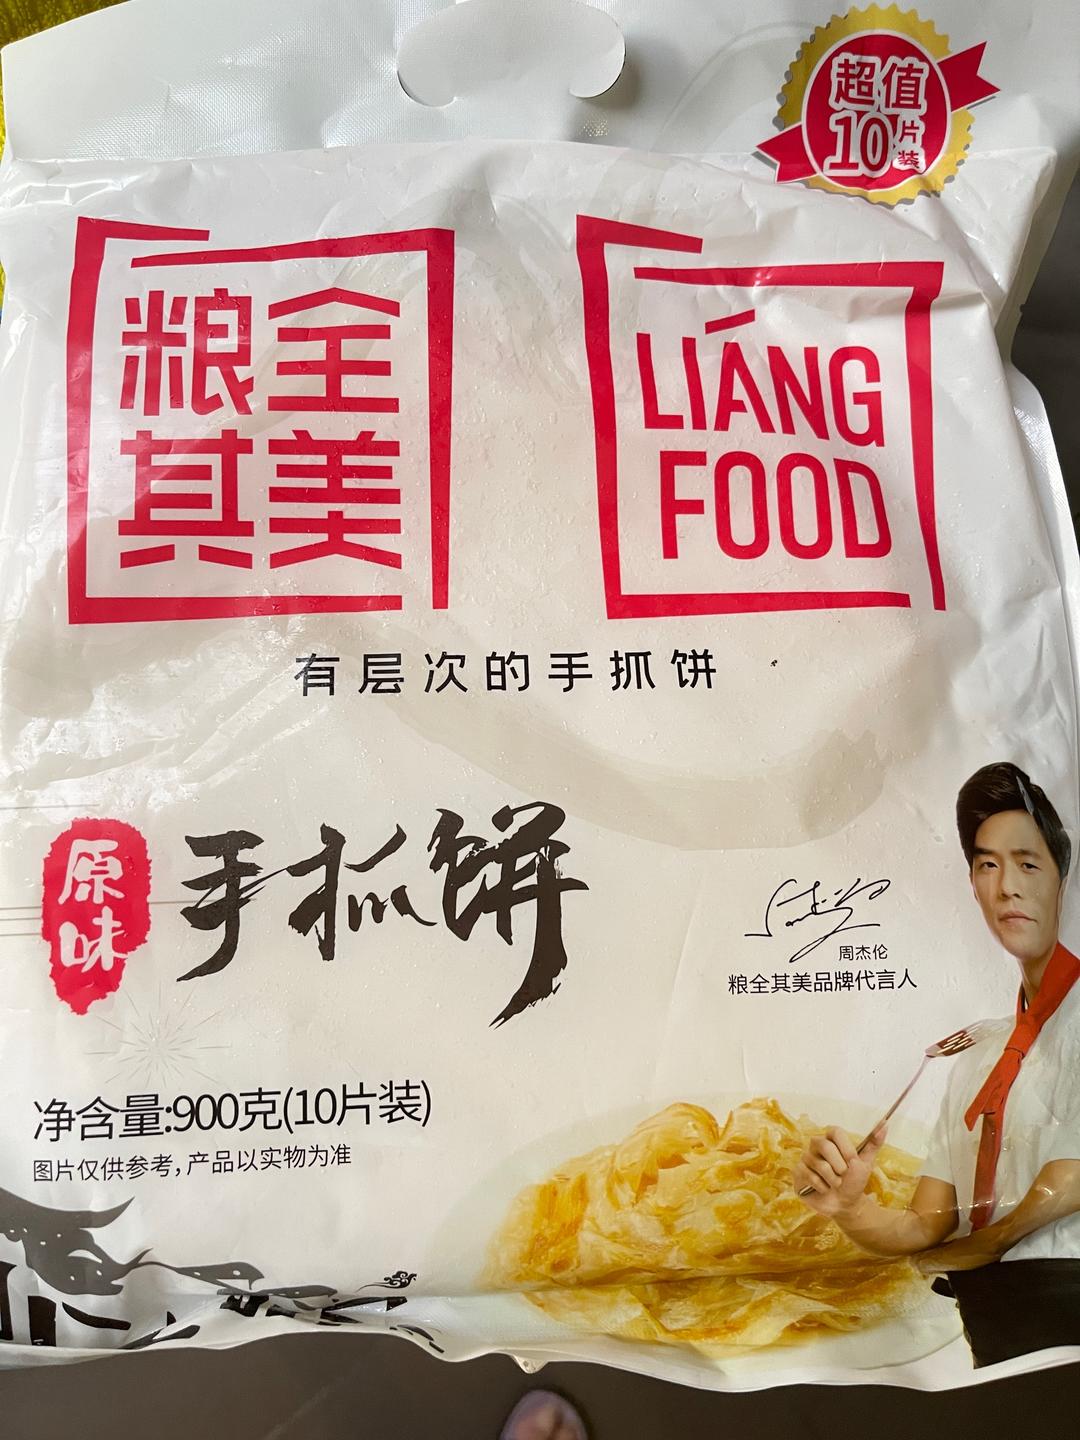 超值
10片装
粮全
其美
LIÁNG
FOOD
有层次的手抓饼
原味
手抓饼
周杰伦
粮全其美品牌代言人
净含量:900克(10片装)
图片仅供参考,产品以实物为准